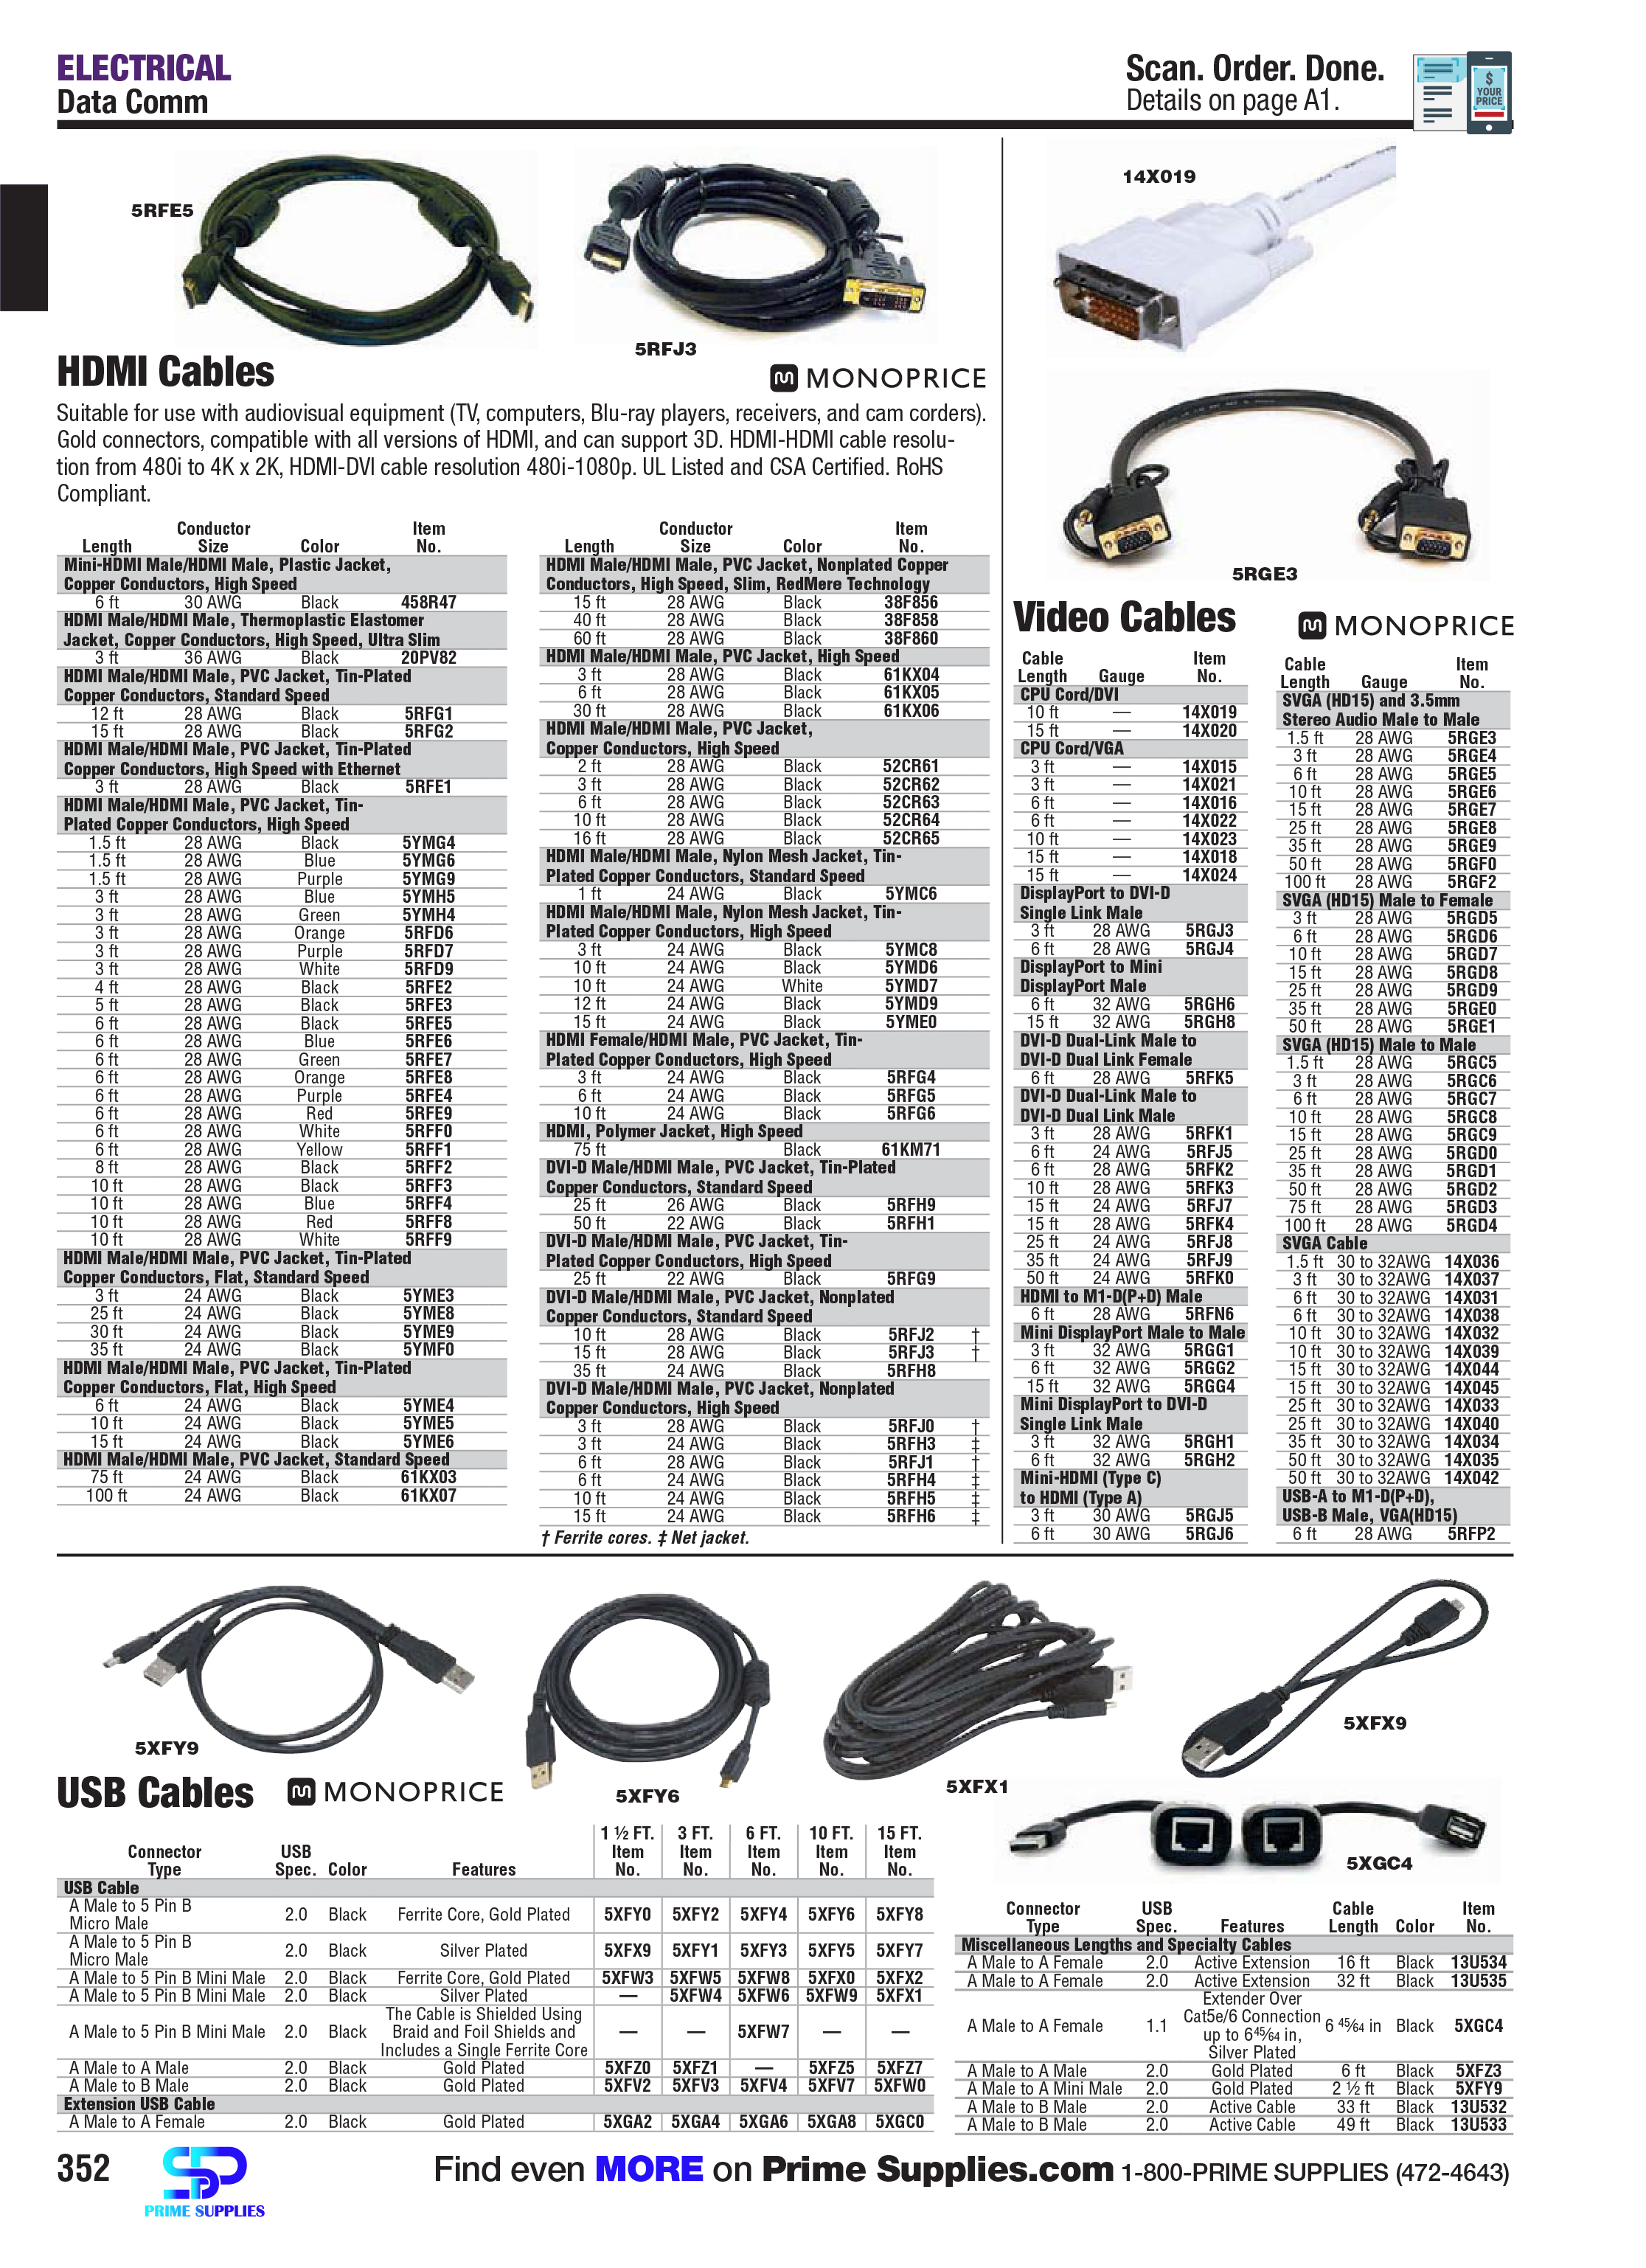 ELECTRICAL
Data Comm
Scan. Order. Done.
Details on page A1.
$
YOUR
PRICE
5RFE5
5RFJ3
14X019
5RGE3
HDMI Cables
MONOPRICE
Suitable for use with audiovisual equipment (TV, computers, Blu-ray players, receivers, and cam corders).
Gold connectors, compatible with all versions of HDMI, and can support 3D. HDMI-HDMI cable resolu-
tion from 480i to 4K x 2K, HDMI-DVI cable resolution 480i-1080p. UL Listed and CSA Certified. RoHS
Compliant.
Conductor Item
Length Size Color No.
Mini-HDMI Male/HDMI Male, Plastic Jacket,
Copper Conductors, High Speed
6 ft 30 AWG Black 458R47
HDMI Male/HDMI Male, Thermoplastic Elastomer
Jacket, Copper Conductors, High Speed, Ultra Slim
3 ft 36 AWG Black 20PV82
HDMI Male/HDMI Male, PVC Jacket, Tin-Plated
Copper Conductors, Standard Speed
12 ft 28 AWG Black 5RFG1
15 ft 28 AWG Black 5RFG2
HDMI Male/HDMI Male, PVC Jacket, Tin-Plated
Copper Conductors, High Speed with Ethernet
3 ft 28 AWG Black 5RFE1
HDMI Male/HDMI Male, PVC Jacket, Tin-
Plated Copper Conductors, High Speed
1.5 ft 28 AWG Black 5YMG4
1.5 ft 28 AWG Blue 5YMG6
1.5 ft 28 AWG Purple 5YMG9
3 ft 28 AWG Blue 5YMH5
3 ft 28 AWG Green 5YMH4
3 ft 28 AWG Orange 5RFD6
3 ft 28 AWG Purple 5RFD7
3 ft 28 AWG White 5RFD9
4 ft 28 AWG Black 5RFE2
5 ft 28 AWG Black 5RFE3
6 ft 28 AWG Black 5RFE5
6 ft 28 AWG Blue 5RFE6
6 ft 28 AWG Green 5RFE7
6 ft 28 AWG Orange 5RFE8
6 ft 28 AWG Purple 5RFE4
6 ft 28 AWG Red 5RFE9
6 ft 28 AWG White 5RFF0
6 ft 28 AWG Yellow 5RFF1
8 ft 28 AWG Black 5RFF2
10 ft 28 AWG Black 5RFF3
10 ft 28 AWG Blue 5RFF4
10 ft 28 AWG Red 5RFF8
10 ft 28 AWG White 5RFF9
HDMI Male/HDMI Male, PVC Jacket, Tin-Plated
Copper Conductors, Flat, Standard Speed
3 ft 24 AWG Black 5YME3
25 ft 24 AWG Black 5YME8
30 ft 24 AWG Black 5YME9
35 ft 24 AWG Black 5YMF0
HDMI Male/HDMI Male, PVC Jacket, Tin-Plated
Copper Conductors, Flat, High Speed
6 ft 24 AWG Black 5YME4
10 ft 24 AWG Black 5YME5
15 ft 24 AWG Black 5YME6
HDMI Male/HDMI Male, PVC Jacket, Standard Speed
75 ft 24 AWG Black 61KX03
100 ft 24 AWG Black 61KX07
Conductor Item
Length Size Color No.
HDMI Male/HDMI Male, PVC Jacket, Nonplated Copper
Conductors, High Speed, Slim, RedMere Technology
15 ft 28 AWG Black 38F856
40 ft 28 AWG Black 38F858
60 ft 28 AWG Black 38F860
HDMI Male/HDMI Male, PVC Jacket, High Speed
3 ft 28 AWG Black 61KX04
6 ft 28 AWG Black 61KX05
30 ft 28 AWG Black 61KX06
HDMI Male/HDMI Male, PVC Jacket,
Copper Conductors, High Speed
2 ft 28 AWG Black 52CR61
3 ft 28 AWG Black 52CR62
6 ft 28 AWG Black 52CR63
10 ft 28 AWG Black 52CR64
16 ft 28 AWG Black 52CR65
HDMI Male/HDMI Male, Nylon Mesh Jacket, Tin-
Plated Copper Conductors, Standard Speed
1 ft 24 AWG Black 5YMC6
HDMI Male/HDMI Male, Nylon Mesh Jacket, Tin-
Plated Copper Conductors, High Speed
3 ft 24 AWG Black 5YMC8
10 ft 24 AWG Black 5YMD6
10 ft 24 AWG White 5YMD7
12 ft 24 AWG Black 5YMD9
15 ft 24 AWG Black 5YME0
HDMI Female/HDMI Male, PVC Jacket, Tin-
Plated Copper Conductors, High Speed
3 ft 24 AWG Black 5RFG4
6 ft 24 AWG Black 5RFG5
10 ft 24 AWG Black 5RFG6
HDMI, Polymer Jacket, High Speed
75 ft Black 61KM71
DVI-D Male/HDMI Male, PVC Jacket, Tin-Plated
Copper Conductors, Standard Speed
25 ft 26 AWG Black 5RFH9
50 ft 22 AWG Black 5RFH1
DVI-D Male/HDMI Male, PVC Jacket, Tin-
Plated Copper Conductors, High Speed
25 ft 22 AWG Black 5RFG9
DVI-D Male/HDMI Male, PVC Jacket, Nonplated
Copper Conductors, Standard Speed
10 ft 28 AWG Black 5RFJ2 †
15 ft 28 AWG Black 5RFJ3 †
35 ft 24 AWG Black 5RFH8
DVI-D Male/HDMI Male, PVC Jacket, Nonplated
Copper Conductors, High Speed
3 ft 28 AWG Black 5RFJ0 †
3 ft 24 AWG Black 5RFH3 ‡
6 ft 28 AWG Black 5RFJ1 †
6 ft 24 AWG Black 5RFH4 ‡
10 ft 24 AWG Black 5RFH5 ‡
15 ft 24 AWG Black 5RFH6 ‡
† Ferrite cores. ‡ Net jacket.
Video Cables
MONOPRICE
Cable Item
Length Gauge No.
CPU Cord/DVI
10 ft — 14X019
15 ft — 14X020
CPU Cord/VGA
3 ft — 14X015
3 ft — 14X021
6 ft — 14X016
6 ft — 14X022
10 ft — 14X023
15 ft — 14X018
15 ft — 14X024
DisplayPort to DVI-D
Single Link Male
3 ft 28 AWG 5RGJ3
6 ft 28 AWG 5RGJ4
DisplayPort to Mini
DisplayPort Male
6 ft 32 AWG 5RGH6
15 ft 32 AWG 5RGH8
DVI-D Dual-Link Male to
DVI-D Dual Link Female
6 ft 28 AWG 5RFK5
DVI-D Dual-Link Male to
DVI-D Dual Link Male
3 ft 28 AWG 5RFK1
6 ft 24 AWG 5RFJ5
6 ft 28 AWG 5RFK2
10 ft 28 AWG 5RFK3
15 ft 24 AWG 5RFJ7
15 ft 28 AWG 5RFK4
25 ft 24 AWG 5RFJ8
35 ft 24 AWG 5RFJ9
50 ft 24 AWG 5RFK0
HDMI to M1-D(P+D) Male
6 ft 28 AWG 5RFN6
Mini DisplayPort Male to Male
3 ft 32 AWG 5RGG1
6 ft 32 AWG 5RGG2
15 ft 32 AWG 5RGG4
Mini DisplayPort to DVI-D
Single Link Male
3 ft 32 AWG 5RGH1
6 ft 32 AWG 5RGH2
Mini-HDMI (Type C)
to HDMI (Type A)
3 ft 30 AWG 5RGJ5
6 ft 30 AWG 5RGJ6
Cable Item
Length Gauge No.
SVGA (HD15) and 3.5mm
Stereo Audio Male to Male
1.5 ft 28 AWG 5RGE3
3 ft 28 AWG 5RGE4
6 ft 28 AWG 5RGE5
10 ft 28 AWG 5RGE6
15 ft 28 AWG 5RGE7
25 ft 28 AWG 5RGE8
35 ft 28 AWG 5RGE9
50 ft 28 AWG 5RGF0
100 ft 28 AWG 5RGF2
SVGA (HD15) Male to Female
3 ft 28 AWG 5RGD5
6 ft 28 AWG 5RGD6
10 ft 28 AWG 5RGD7
15 ft 28 AWG 5RGD8
25 ft 28 AWG 5RGD9
35 ft 28 AWG 5RGE0
50 ft 28 AWG 5RGE1
SVGA (HD15) Male to Male
1.5 ft 28 AWG 5RGC5
3 ft 28 AWG 5RGC6
6 ft 28 AWG 5RGC7
10 ft 28 AWG 5RGC8
15 ft 28 AWG 5RGC9
25 ft 28 AWG 5RGD0
35 ft 28 AWG 5RGD1
50 ft 28 AWG 5RGD2
75 ft 28 AWG 5RGD3
100 ft 28 AWG 5RGD4
SVGA Cable
1.5 ft 30 to 32AWG 14X036
3 ft 30 to 32AWG 14X037
6 ft 30 to 32AWG 14X031
6 ft 30 to 32AWG 14X038
10 ft 30 to 32AWG 14X032
10 ft 30 to 32AWG 14X039
15 ft 30 to 32AWG 14X044
15 ft 30 to 32AWG 14X045
25 ft 30 to 32AWG 14X033
25 ft 30 to 32AWG 14X040
35 ft 30 to 32AWG 14X034
50 ft 30 to 32AWG 14X035
50 ft 30 to 32AWG 14X042
USB-A to M1-D(P+D),
USB-B Male, VGA(HD15)
6 ft 28 AWG 5RFP2
5XFY9
5XFY6
5XFX1
5XFX9
5XGC4
USB Cables
MONOPRICE
1 ½ FT. 3 FT. 6 FT. 10 FT. 15 FT.
Connector USB Item Item Item Item Item
Type Spec. Color Features No. No. No. No. No.
USB Cable
A Male to 5 Pin B
Micro Male 2.0 Black Ferrite Core, Gold Plated 5XFY0 5XFY2 5XFY4 5XFY6 5XFY8
A Male to 5 Pin B
Micro Male 2.0 Black Silver Plated 5XFX9 5XFY1 5XFY3 5XFY5 5XFY7
A Male to 5 Pin B Mini Male 2.0 Black Ferrite Core, Gold Plated 5XFW3 5XFW5 5XFW8 5XFX0 5XFX2
A Male to 5 Pin B Mini Male 2.0 Black Silver Plated — 5XFW4 5XFW6 5XFW9 5XFX1
The Cable is Shielded Using
A Male to 5 Pin B Mini Male 2.0 Black Braid and Foil Shields and — — 5XFW7 — —
Includes a Single Ferrite Core
A Male to A Male 2.0 Black Gold Plated 5XFZ0 5XFZ1 — 5XFZ5 5XFZ7
A Male to B Male 2.0 Black Gold Plated 5XFV2 5XFV3 5XFV4 5XFV7 5XFW0
Extension USB Cable
A Male to A Female 2.0 Black Gold Plated 5XGA2 5XGA4 5XGA6 5XGA8 5XGC0
Connector USB Cable Item
Type Spec. Features Length Color No.
Miscellaneous Lengths and Specialty Cables
A Male to A Female 2.0 Active Extension 16 ft Black 13U534
A Male to A Female 2.0 Active Extension 32 ft Black 13U535
Extender Over
Cat5e/6 Connection
A Male to A Female 1.1 up to 6 45/64 in, 6 45/64 in Black 5XGC4
Silver Plated
A Male to A Male 2.0 Gold Plated 6 ft Black 5XFZ3
A Male to A Mini Male 2.0 Gold Plated 2 ½ ft Black 5XFY9
A Male to B Male 2.0 Active Cable 33 ft Black 13U532
A Male to B Male 2.0 Active Cable 49 ft Black 13U533
352
PRIME SUPPLIES
Find even MORE on Prime Supplies.com 1-800-PRIME SUPPLIES (472-4643)